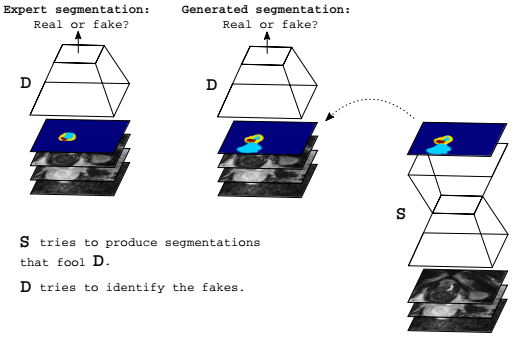 Expert segmentation:
Real or fake?
Generated segmentation:
Real or fake?
D
D
S
S tries to produce segmentations
that fool D.
D tries to identify the fakes.